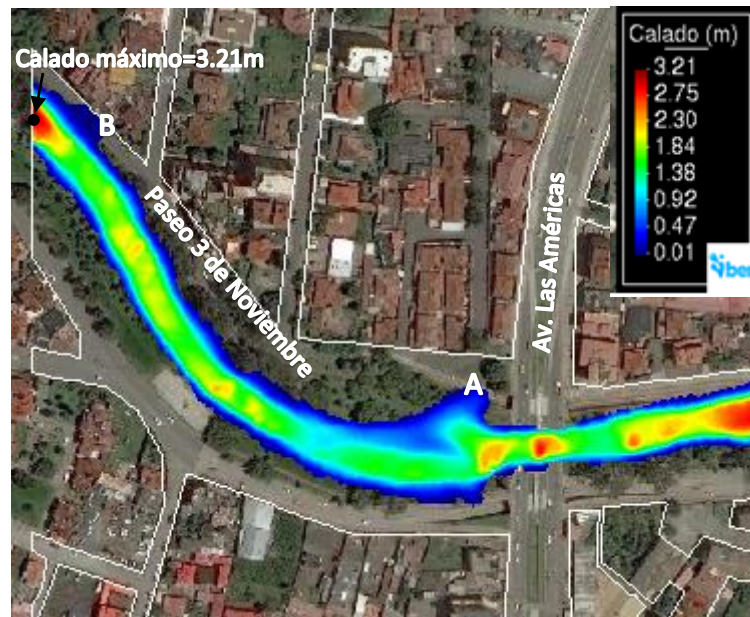 Calado máximo=3.21m
B
Paseo 3 de Noviembre
A
Av. Las Américas
Calado (m)
3.21
2.75
2.30
1.84
1.38
0.92
0.47
0.01